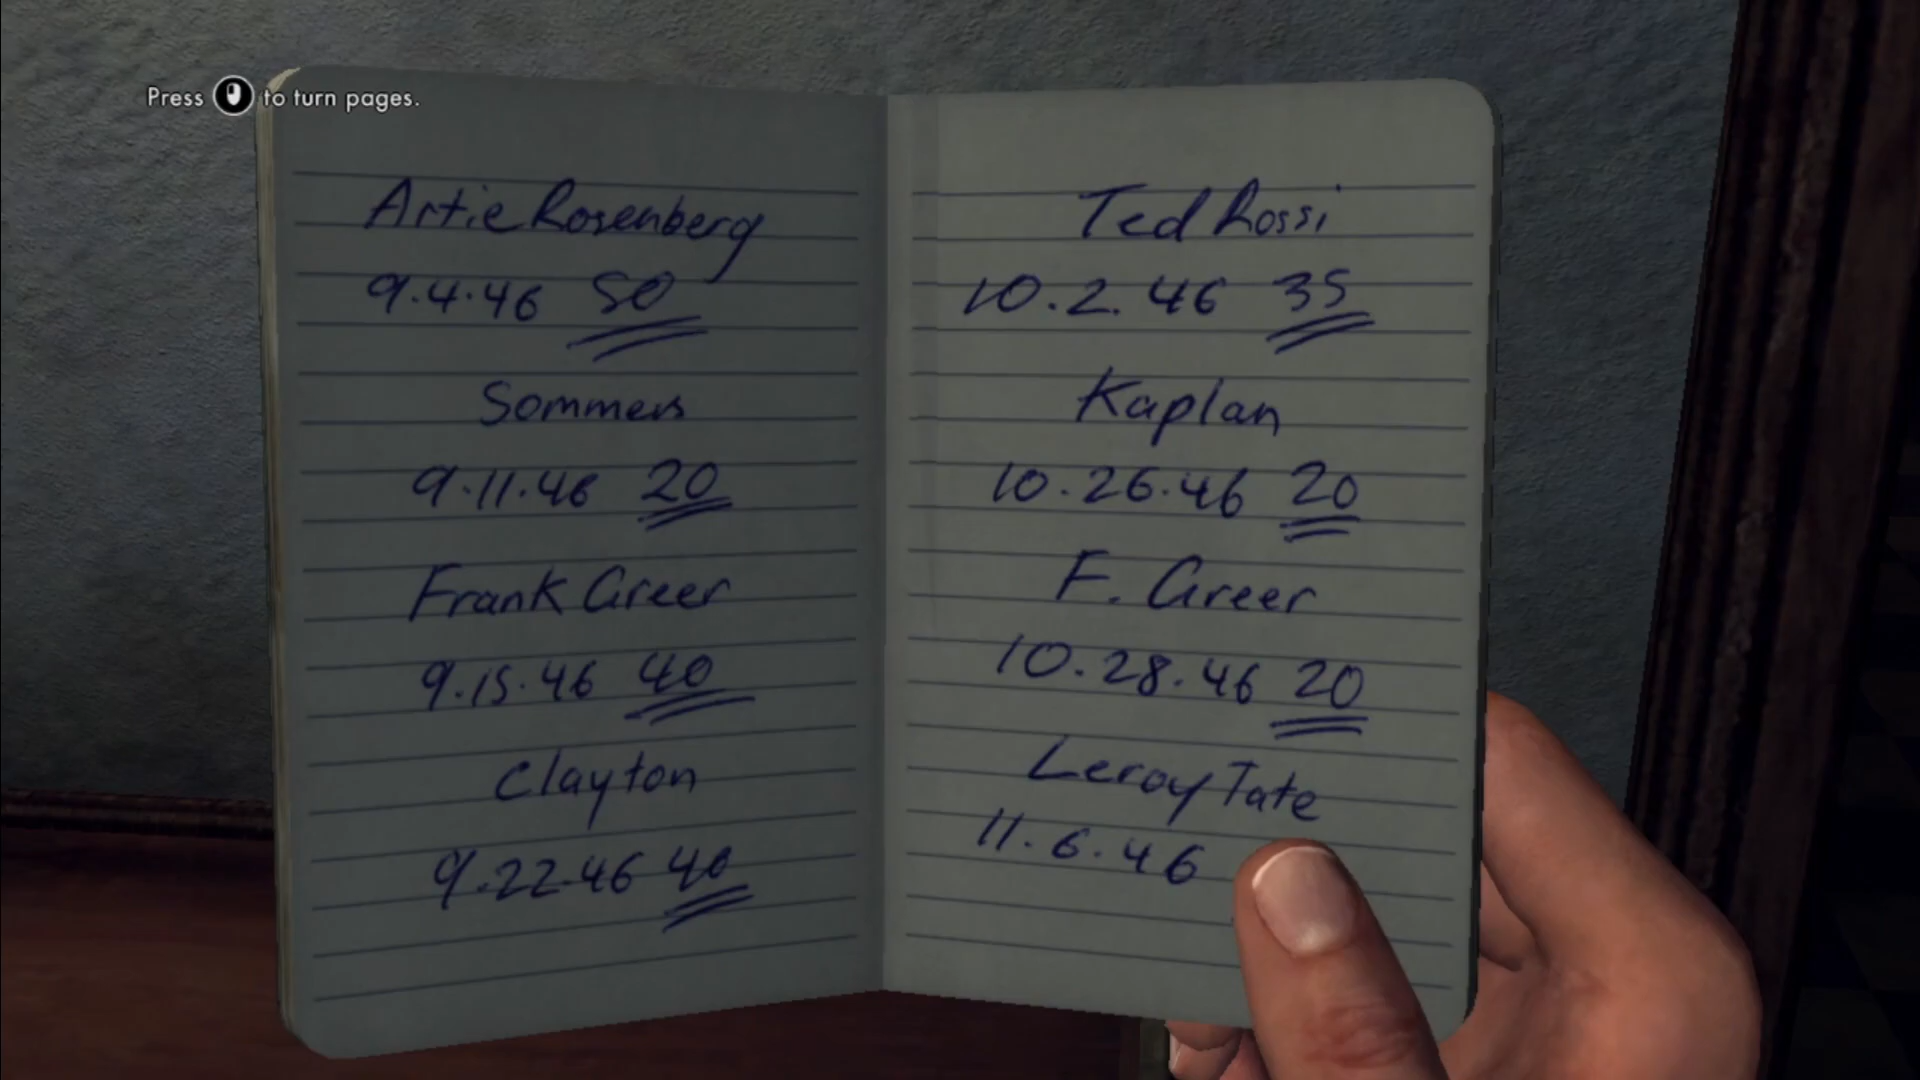 Press to turn pages.
Artie Rosenberg
9.4.46 50
Sommers
9.11.46 20
Frank Greer
9.15.46 40
Clayton
9.22.46 40
Ted Rossi
10.2.46 35
Kaplan
10.26.46 20
F. Greer
10.28.46 20
Leroy Tate
11.6.46